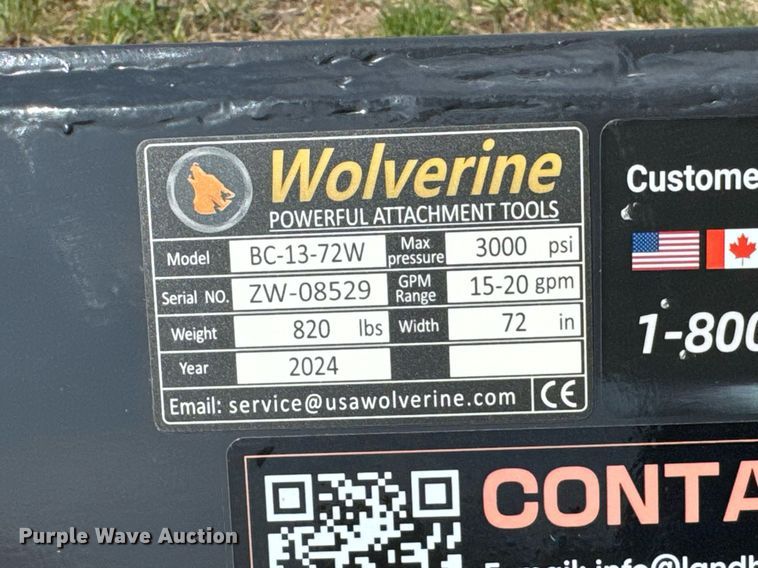 Wolverine
POWERFUL ATTACHMENT TOOLS
Model BC-13-72W Max pressure 3000 psi
Serial NO. ZW-08529 GPM Range 15-20 gpm
Weight 820 lbs Width 72 in
Year 2024
Email: service@usawolverine.com CE
Custome
1-800
CONTA
Purple Wave Auction